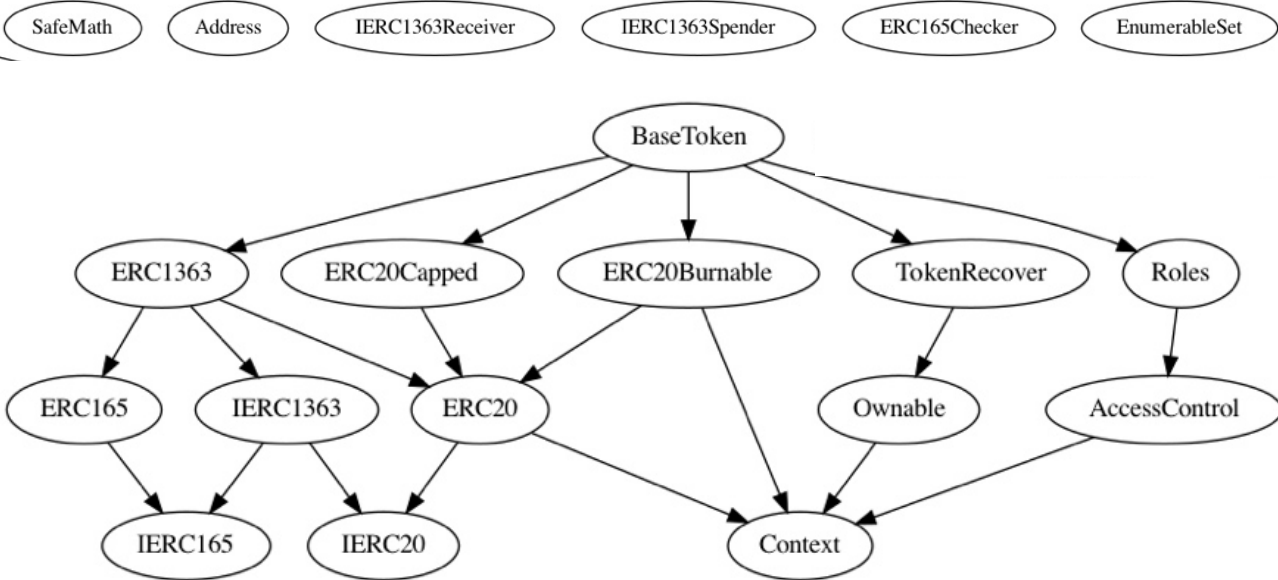 SafeMath Address IERC1363Receiver IERC1363Spender ERC165Checker EnumerableSet
BaseToken
ERC1363 ERC20Capped ERC20Burnable TokenRecover Roles
ERC165 IERC1363 ERC20 Ownable AccessControl
IERC165 IERC20 Context